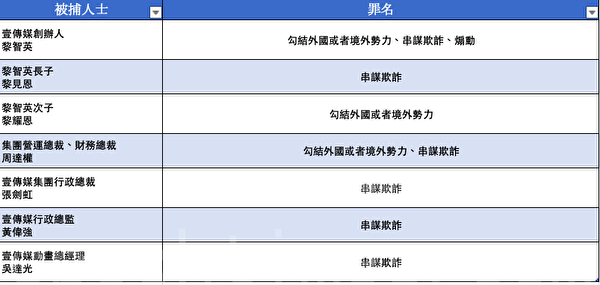 被捕人士
罪名
壹傳媒創辦人
黎智英
勾結外國或者境外勢力、串謀欺詐、煽動
黎智英長子
黎見恩
串謀欺詐
黎智英次子
黎耀恩
勾結外國或者境外勢力
集團營運總裁、財務總裁
周達權
勾結外國或者境外勢力、串謀欺詐
壹傳媒集團行政總裁
張劍虹
串謀欺詐
壹傳媒行政總監
黃偉強
串謀欺詐
壹傳媒動畫總經理
吳達光
串謀欺詐